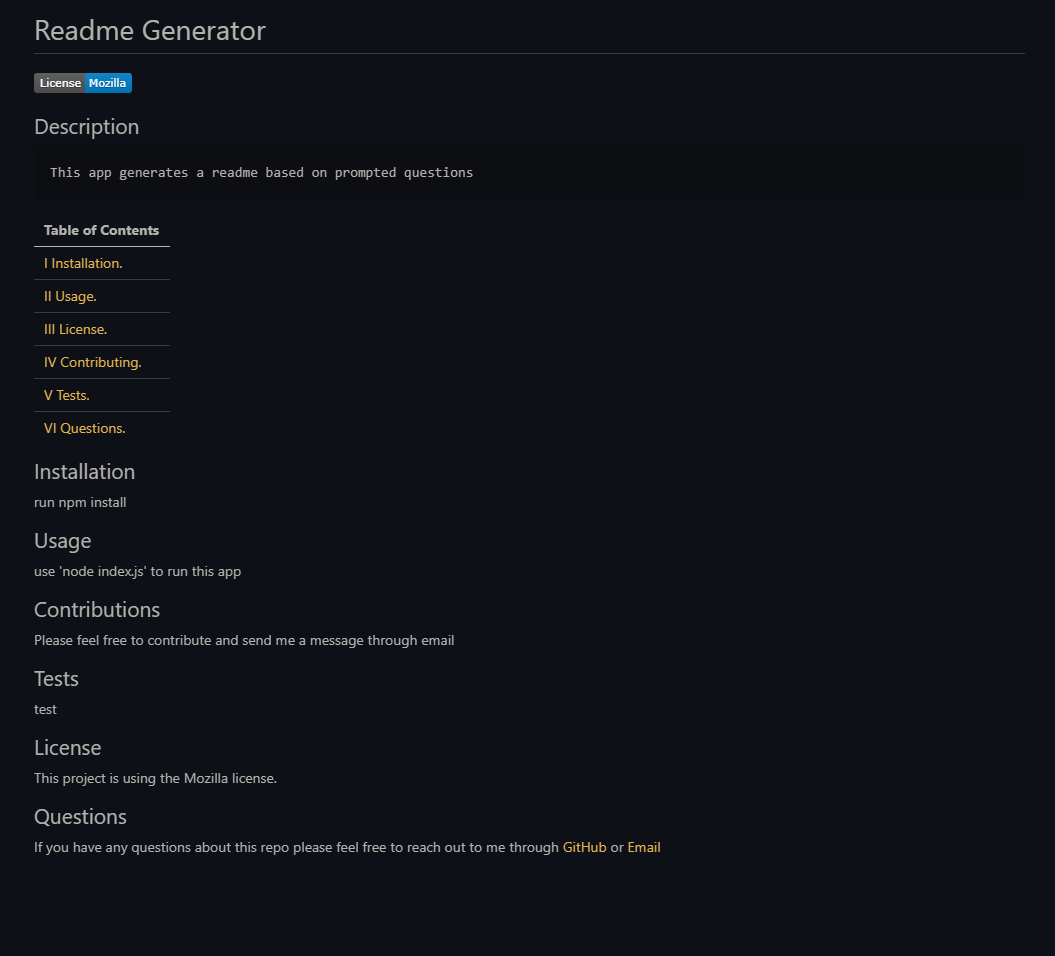 Readme Generator
License Mozilla
Description
This app generates a readme based on prompted questions
Table of Contents
I Installation.
II Usage.
III License.
IV Contributing.
V Tests.
VI Questions.
Installation
run npm install
Usage
use 'node index.js' to run this app
Contributions
Please feel free to contribute and send me a message through email
Tests
test
License
This project is using the Mozilla license.
Questions
If you have any questions about this repo please feel free to reach out to me through GitHub or Email